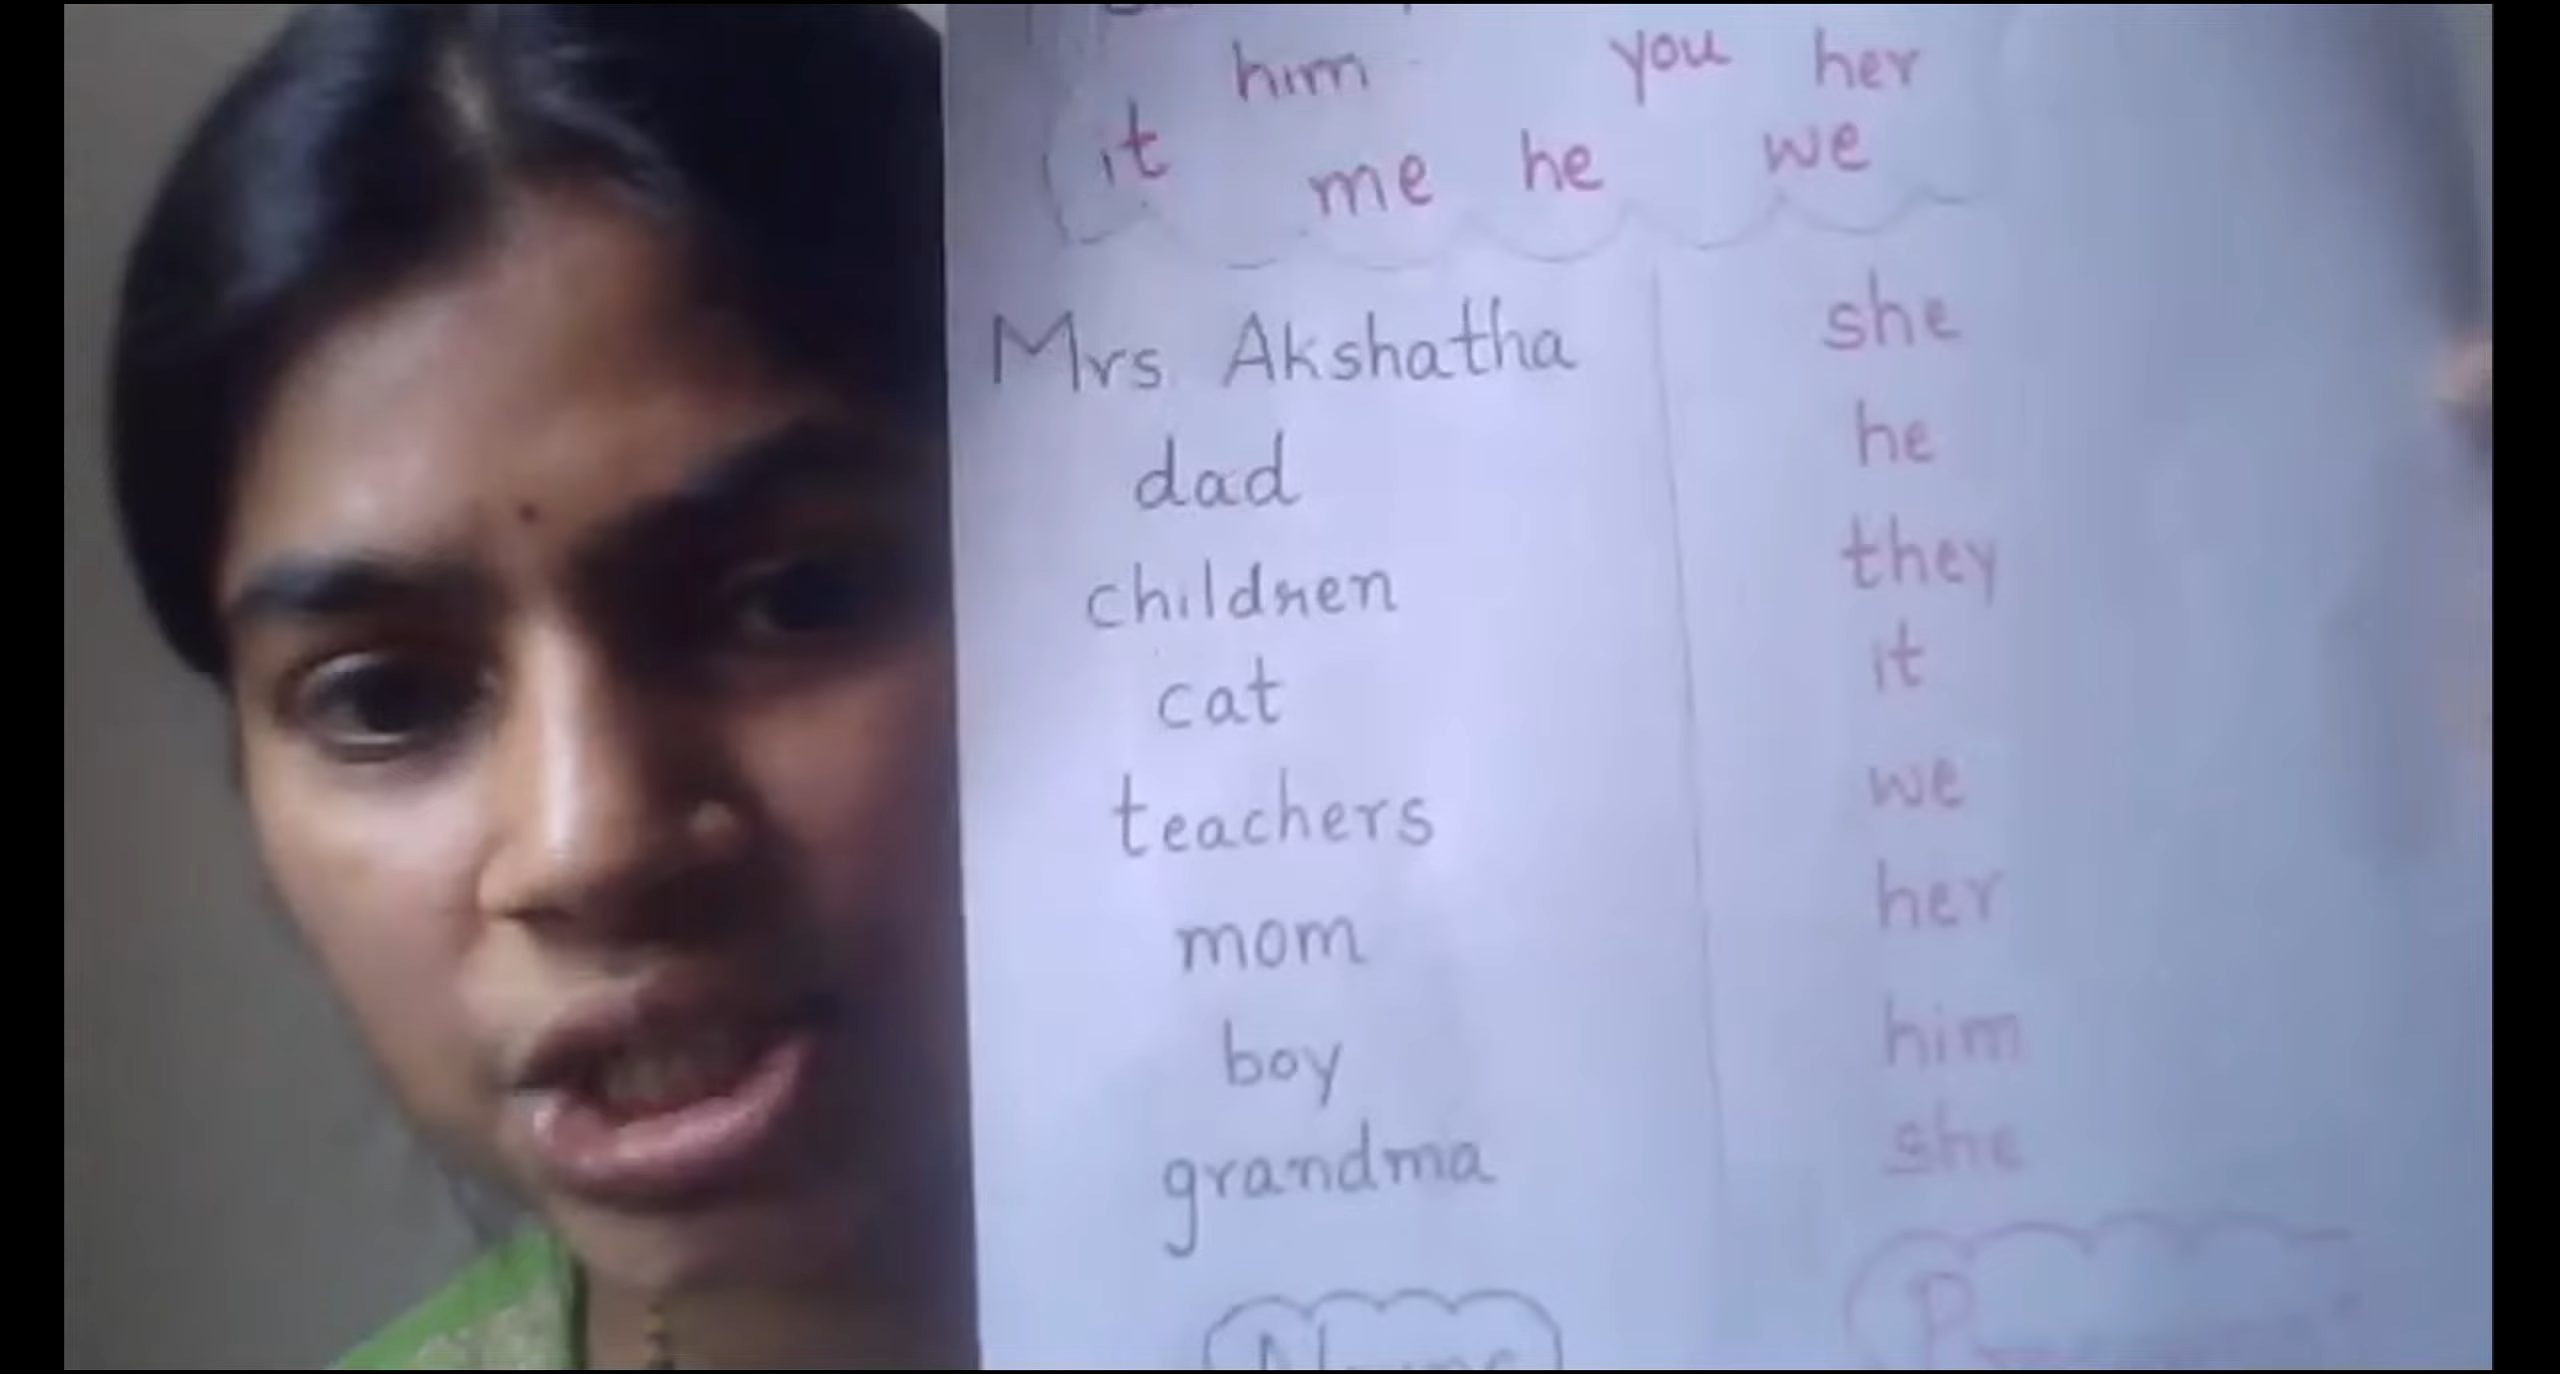 him you her
it me he we
Mrs Akshatha she
dad he
children they
cat it
teachers we
mom her
boy him
grandma she
Nouns